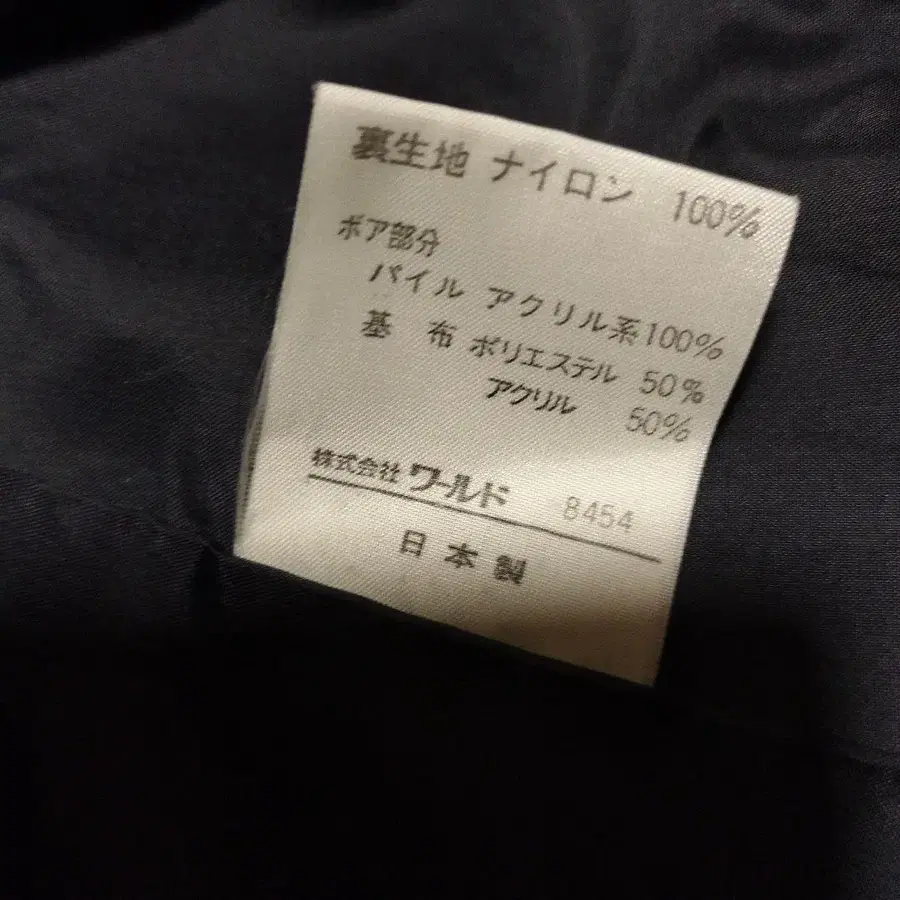 裏生地 ナイロン 100%
ボア部分
パイル アクリル系100%
基 布 ポリエステル 50%
アクリル 50%
株式会社 ワールド 8454
日本製